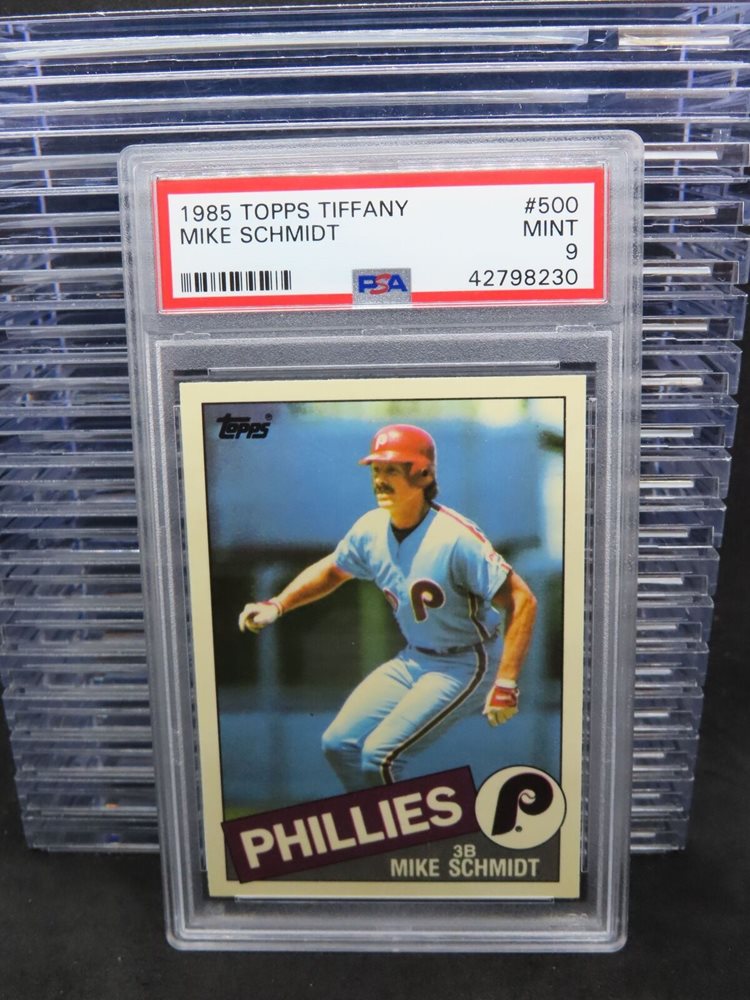 1985 TOPPS TIFFANY #500
MIKE SCHMIDT MINT
9
PSA 42798230
TOPPS®
P
P
PHILLIES P®
3B
MIKE SCHMIDT